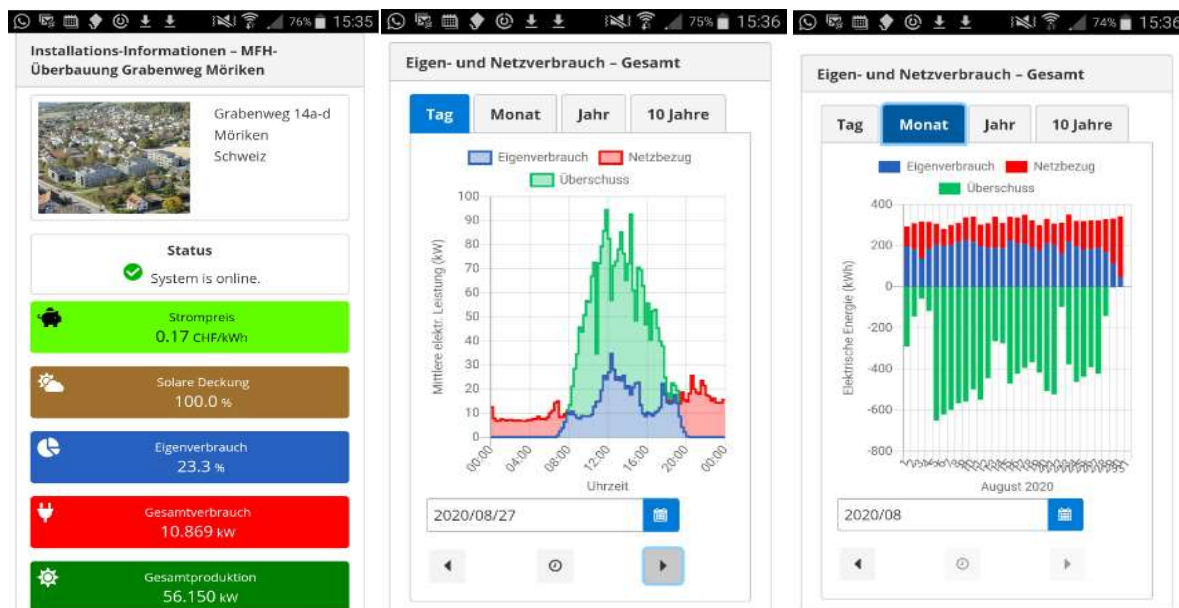 76% 15:35
Installations-Informationen – MFH-
Überbauung Grabenweg Möriken
Grabenweg 14a-d
Möriken
Schweiz
Status
System is online.
Strompreis
0.17 CHF/kWh
Solare Deckung
100.0 %
Eigenverbrauch
23.3 %
Gesamtverbrauch
10.869 kW
Gesamtproduktion
56.150 kW
75% 15:36
Eigen- und Netzverbrauch – Gesamt
Tag Monat Jahr 10 Jahre
Eigenverbrauch Netzbezug
Überschuss
Mittlere elektr. Leistung (kW)
100
90
80
70
60
50
40
30
20
10
0
00:00 04:00 08:00 12:00 16:00 20:00 00:00
Uhrzeit
2020/08/27
74% 15:36
Eigen- und Netzverbrauch – Gesamt
Tag Monat Jahr 10 Jahre
Eigenverbrauch Netzbezug
Überschuss
Elektrische Energie (kWh)
400
200
0
-200
-400
-600
-800
August 2020
2020/08